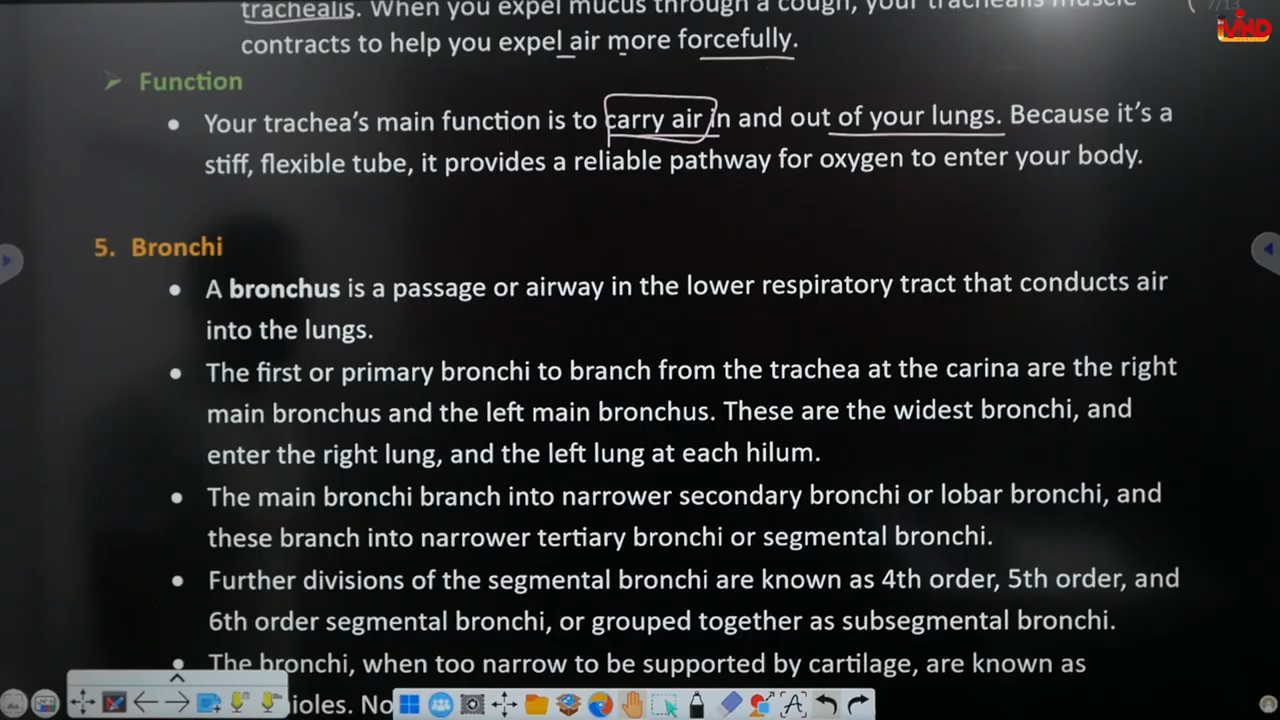 trachealis. When you expel mucus through a cough, your trachealis muscle
contracts to help you expel air more forcefully.
Function
Your trachea's main function is to carry air in and out of your lungs. Because it's a
stiff, flexible tube, it provides a reliable pathway for oxygen to enter your body.
5. Bronchi
A bronchus is a passage or airway in the lower respiratory tract that conducts air
into the lungs.
The first or primary bronchi to branch from the trachea at the carina are the right
main bronchus and the left main bronchus. These are the widest bronchi, and
enter the right lung, and the left lung at each hilum.
The main bronchi branch into narrower secondary bronchi or lobar bronchi, and
these branch into narrower tertiary bronchi or segmental bronchi.
Further divisions of the segmental bronchi are known as 4th order, 5th order, and
6th order segmental bronchi, or grouped together as subsegmental bronchi.
The bronchi, when too narrow to be supported by cartilage, are known as
ioles. No